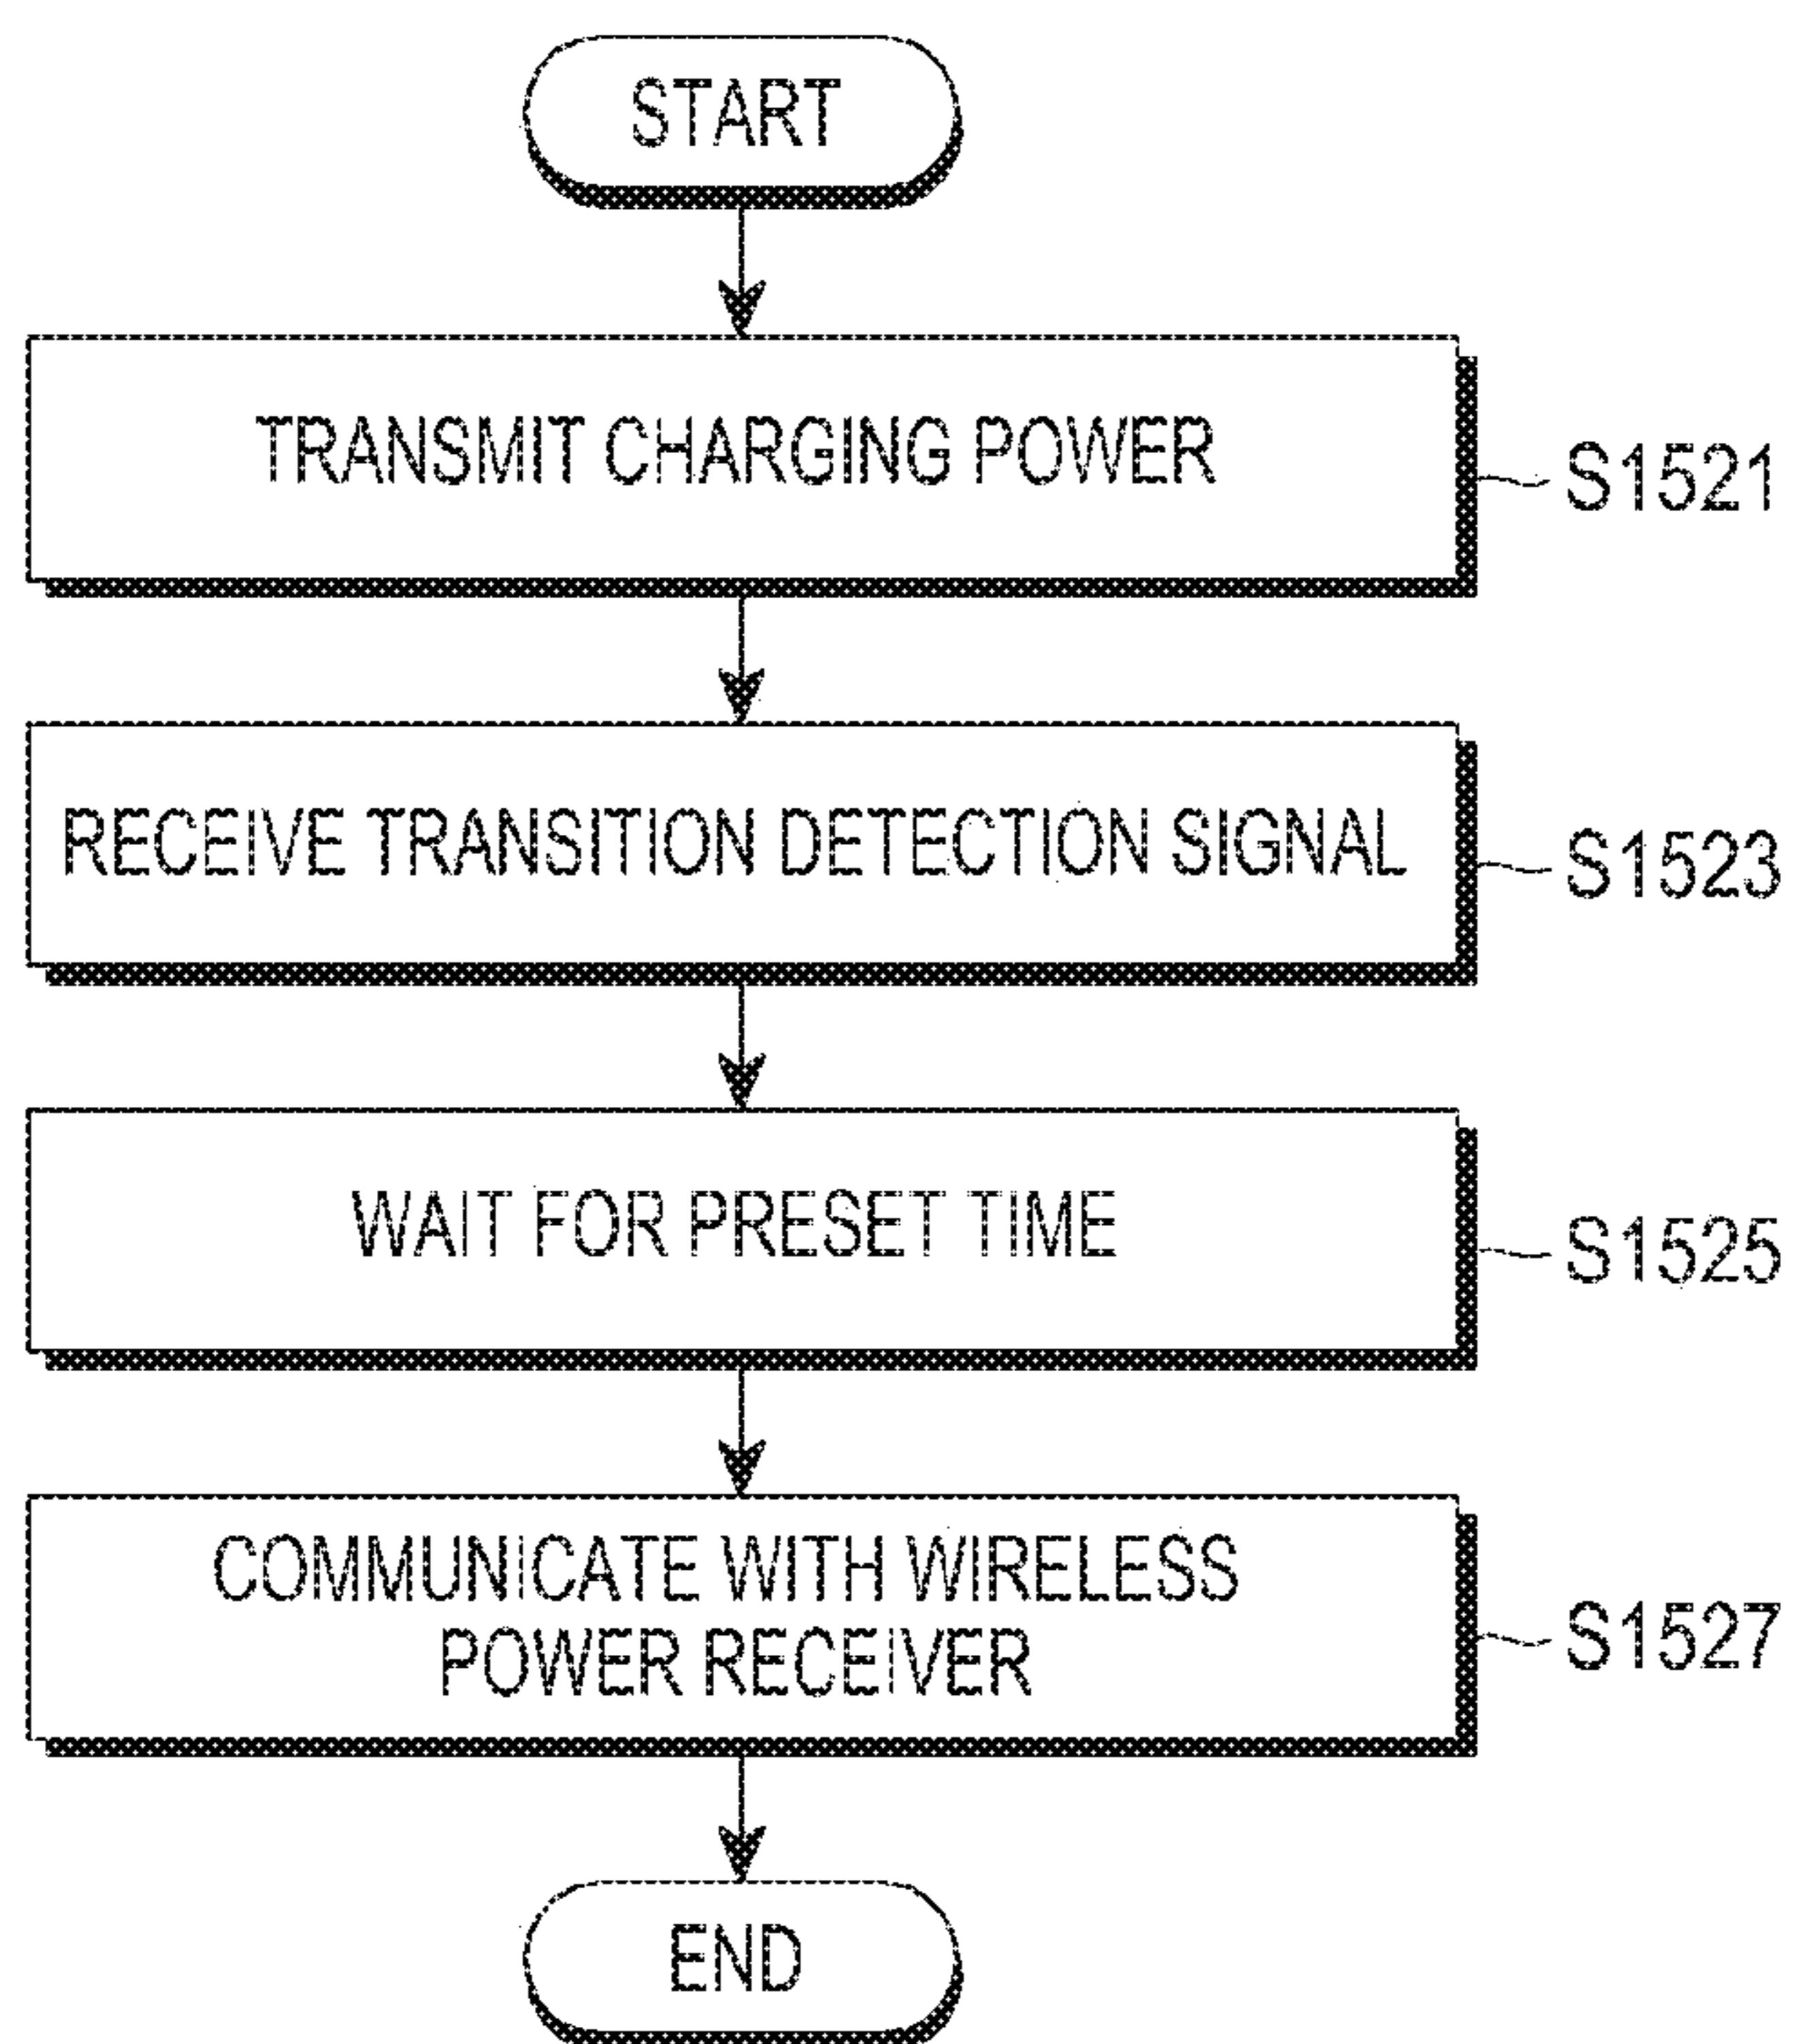 START
TRANSMIT CHARGING POWER
S1521
RECEIVE TRANSITION DETECTION SIGNAL
S1523
WAIT FOR PRESET TIME
S1525
COMMUNICATE WITH WIRELESS
POWER RECEIVER
S1527
END